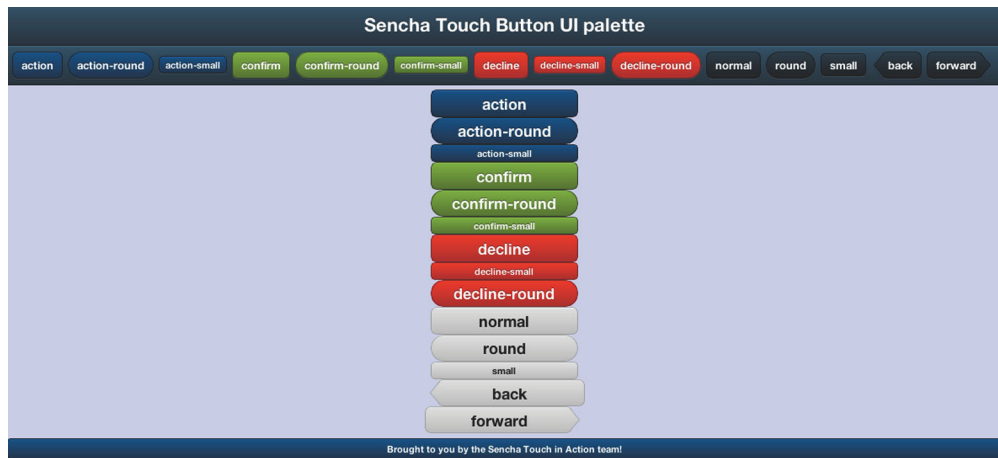 Sencha Touch Button UI palette
action action-round action-small confirm confirm-round confirm-small decline decline-small decline-round normal round small back forward
action
action-round
action-small
confirm
confirm-round
confirm-small
decline
decline-small
decline-round
normal
round
small
back
forward
Brought to you by the Sencha Touch in Action team!